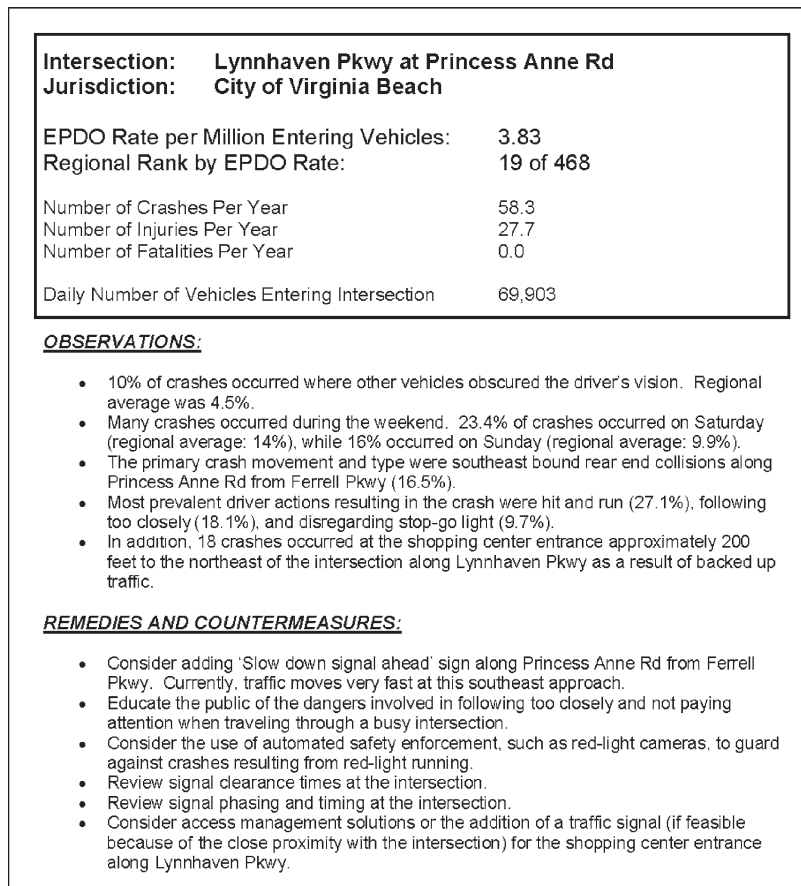 Intersection: Lynnhaven Pkwy at Princess Anne Rd
Jurisdiction: City of Virginia Beach
EPDO Rate per Million Entering Vehicles: 3.83
Regional Rank by EPDO Rate: 19 of 468
Number of Crashes Per Year 58.3
Number of Injuries Per Year 27.7
Number of Fatalities Per Year 0.0
Daily Number of Vehicles Entering Intersection 69,903
OBSERVATIONS:
• 10% of crashes occurred where other vehicles obscured the driver's vision. Regional
average was 4.5%.
• Many crashes occurred during the weekend. 23.4% of crashes occurred on Saturday
(regional average: 14%), while 16% occurred on Sunday (regional average: 9.9%).
• The primary crash movement and type were southeast bound rear end collisions along
Princess Anne Rd from Ferrell Pkwy (16.5%).
• Most prevalent driver actions resulting in the crash were hit and run (27.1%), following
too closely (18.1%), and disregarding stop-go light (9.7%).
• In addition, 18 crashes occurred at the shopping center entrance approximately 200
feet to the northeast of the intersection along Lynnhaven Pkwy as a result of backed up
traffic.
REMEDIES AND COUNTERMEASURES:
• Consider adding 'Slow down signal ahead' sign along Princess Anne Rd from Ferrell
Pkwy. Currently, traffic moves very fast at this southeast approach.
• Educate the public of the dangers involved in following too closely and not paying
attention when traveling through a busy intersection.
• Consider the use of automated safety enforcement, such as red-light cameras, to guard
against crashes resulting from red-light running.
• Review signal clearance times at the intersection.
• Review signal phasing and timing at the intersection.
• Consider access management solutions or the addition of a traffic signal (if feasible
because of the close proximity with the intersection) for the shopping center entrance
along Lynnhaven Pkwy.